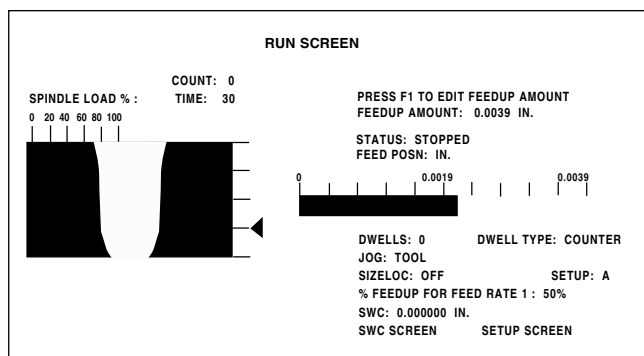 RUN SCREEN
COUNT: 0
SPINDLE LOAD % : TIME: 30
0 20 40 60 80 100
PRESS F1 TO EDIT FEEDUP AMOUNT
FEEDUP AMOUNT: 0.0039 IN.
STATUS: STOPPED
FEED POSN: IN.
0 0.0019 0.0039
DWELLS: 0 DWELL TYPE: COUNTER
JOG: TOOL
SIZELOC: OFF SETUP: A
% FEEDUP FOR FEED RATE 1 : 50%
SWC: 0.000000 IN.
SWC SCREEN SETUP SCREEN